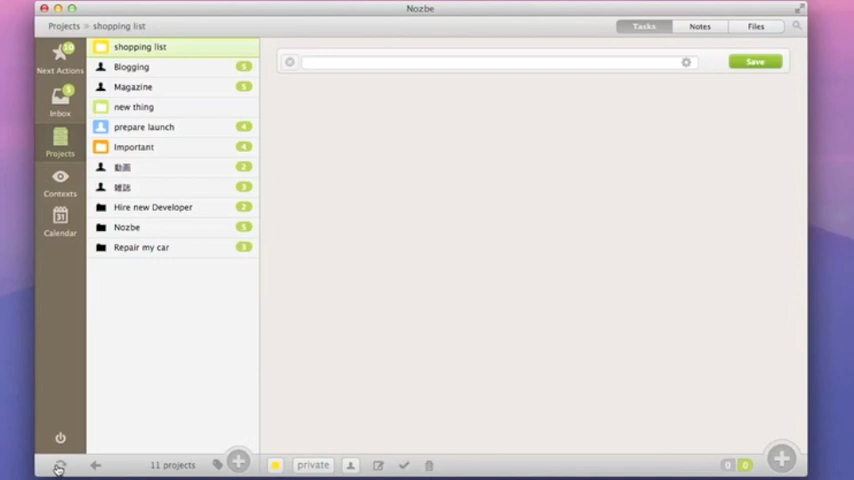 Nozbe
Projects shopping list
Tasks Notes Files
10
Next Actions
5
Inbox
Projects
Contexts
31
Calendar
shopping list
Blogging 5
Magazine 5
new thing
prepare launch 4
Important 4
動画 2
雑誌 3
Hire new Developer 2
Nozbe 5
Repair my car 3
Save
11 projects
private
0 0